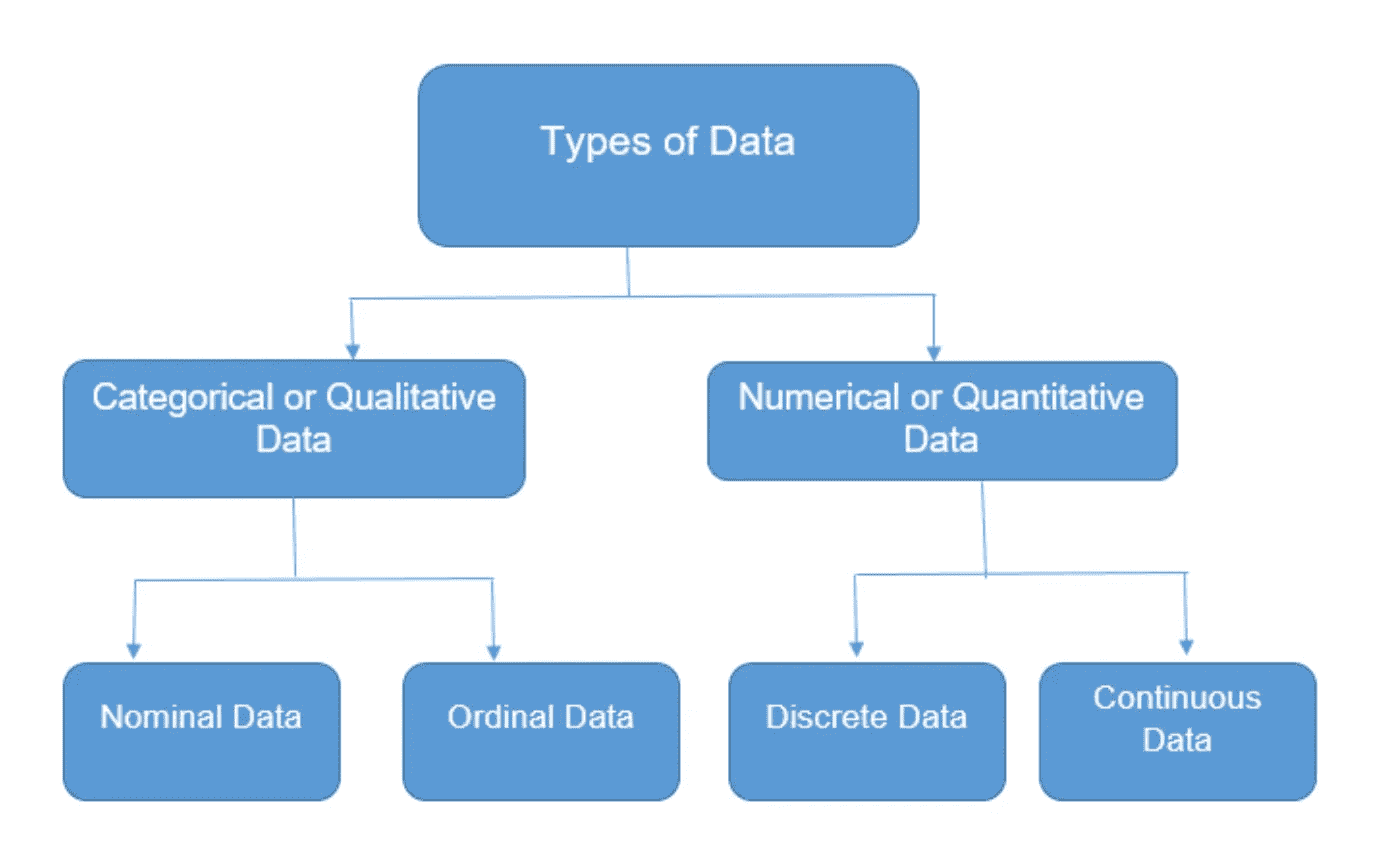 Types of Data
Categorical or Qualitative
Data
Numerical or Quantitative
Data
Nominal Data
Ordinal Data
Discrete Data
Continuous
Data